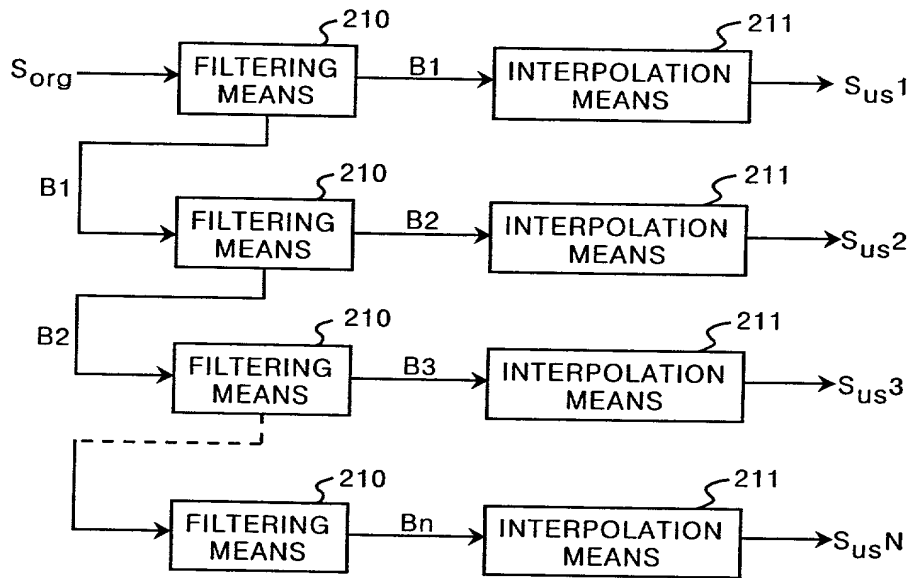 210
211
Sorg
FILTERING
MEANS
B1
INTERPOLATION
MEANS
Sus1
B1
210
211
FILTERING
MEANS
B2
INTERPOLATION
MEANS
Sus2
B2
210
211
FILTERING
MEANS
B3
INTERPOLATION
MEANS
Sus3
210
211
FILTERING
MEANS
Bn
INTERPOLATION
MEANS
SusN